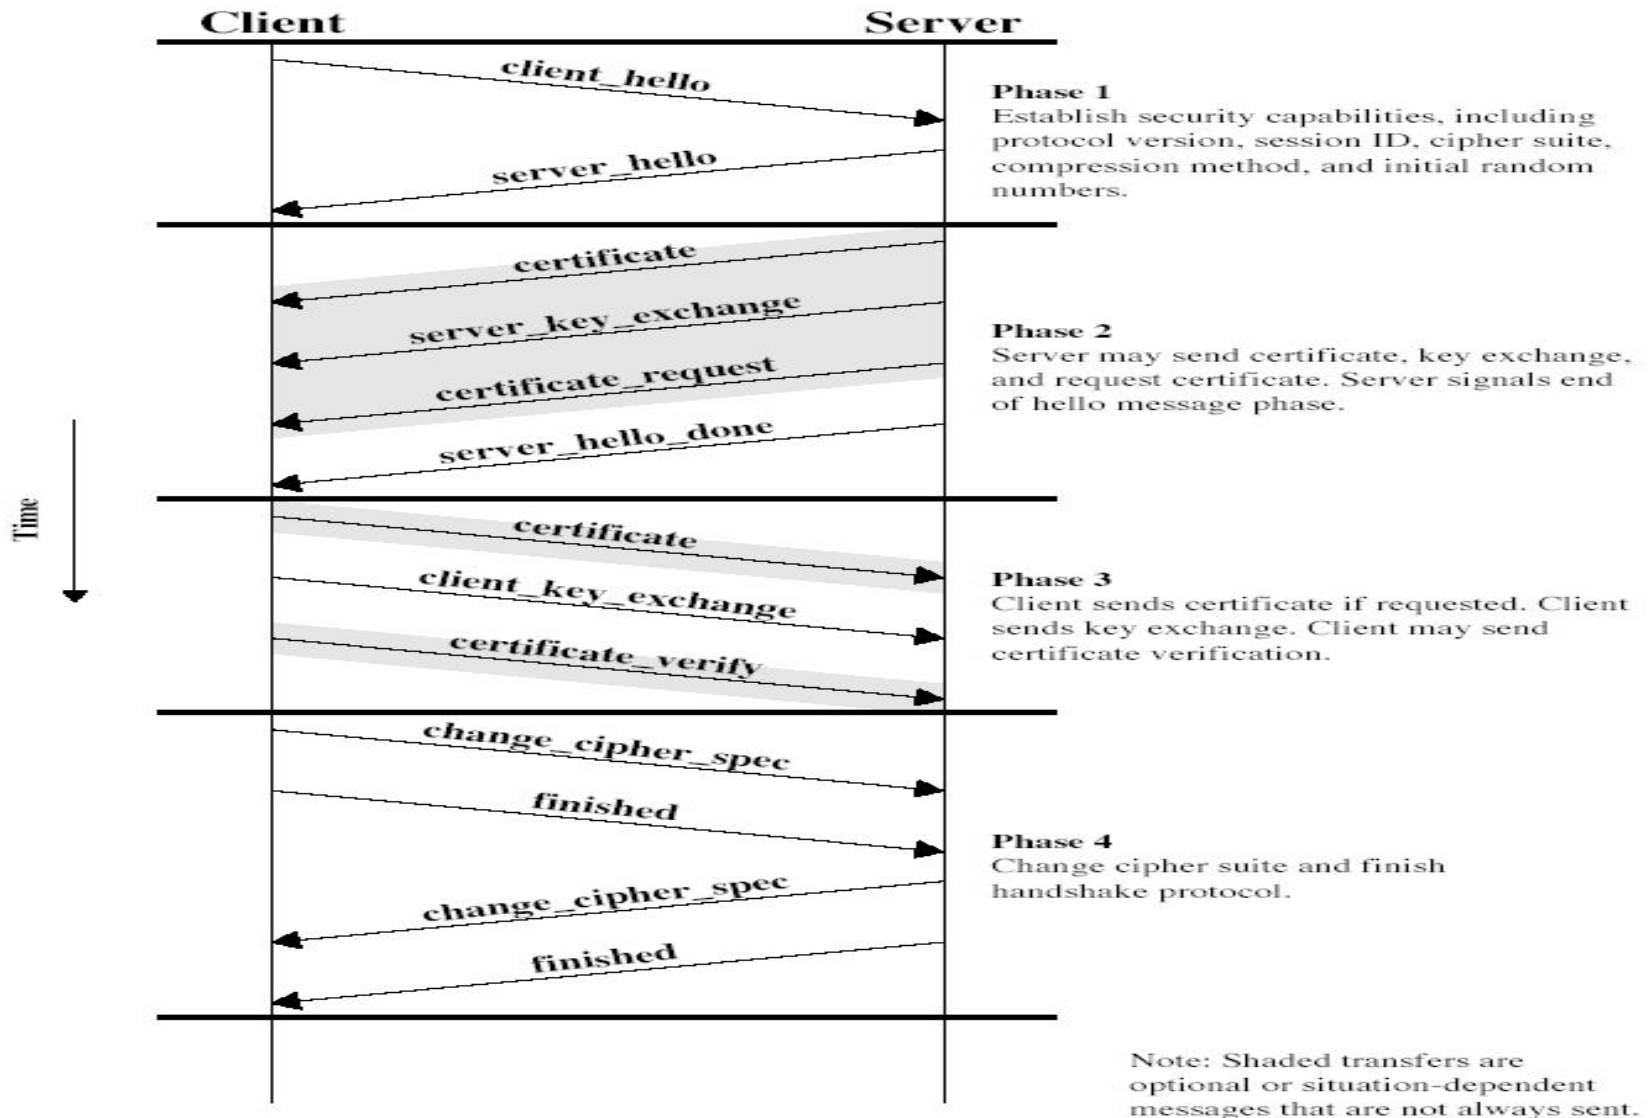 Client
Server
client_hello
server_hello
Phase 1
Establish security capabilities, including
protocol version, session ID, cipher suite,
compression method, and initial random
numbers.
certificate
server_key_exchange
certificate_request
server_hello_done
Phase 2
Server may send certificate, key exchange,
and request certificate. Server signals end
of hello message phase.
Time
certificate
client_key_exchange
certificate_verify
Phase 3
Client sends certificate if requested. Client
sends key exchange. Client may send
certificate verification.
change_cipher_spec
finished
change_cipher_spec
finished
Phase 4
Change cipher suite and finish
handshake protocol.
Note: Shaded transfers are
optional or situation-dependent
messages that are not always sent.